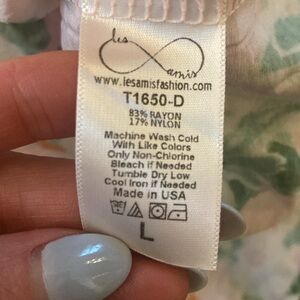 les
amis
www.lesamisfashion.com
T1650-D
83% RAYON
17% NYLON
Machine Wash Cold
With Like Colors
Only Non-Chlorine
Bleach if Needed
Tumble Dry Low
Cool Iron if Needed
Made in USA
L